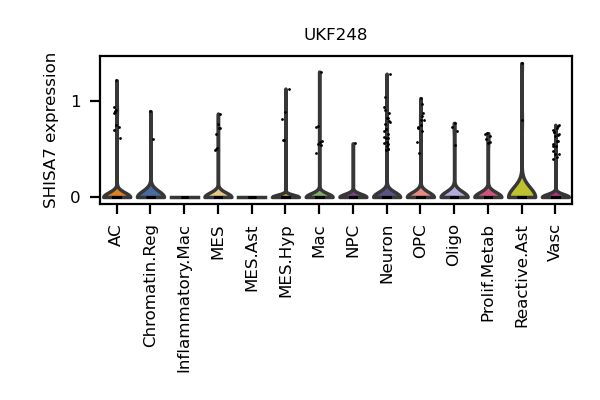 UKF248
SHISA7 expression
1
0
AC
Chromatin.Reg
Inflammatory.Mac
MES
MES.Ast
MES.Hyp
Mac
NPC
Neuron
OPC
Oligo
Prolif.Metab
Reactive.Ast
Vasc